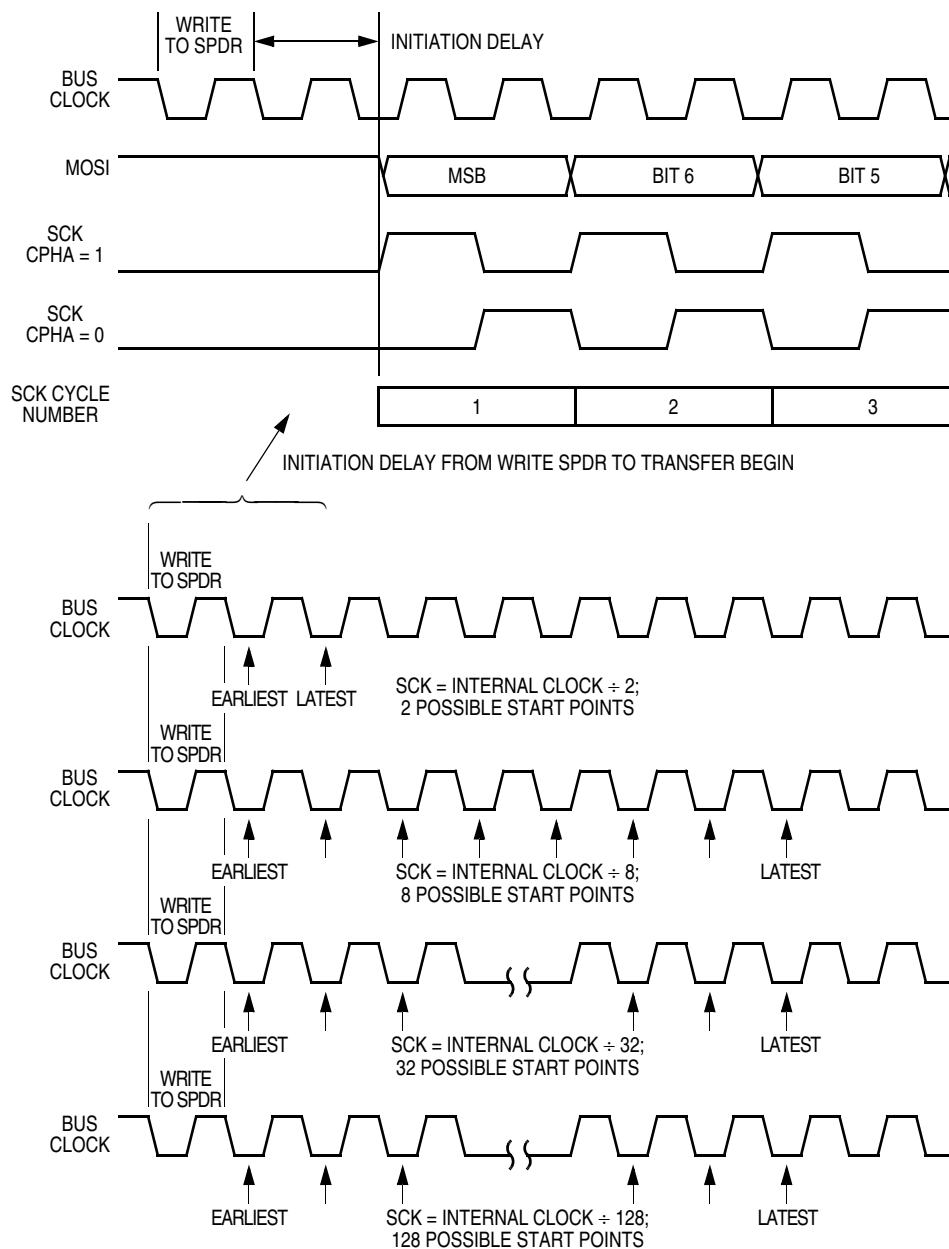 WRITE
TO SPDR
INITIATION DELAY
BUS
CLOCK
MOSI
MSB
BIT 6
BIT 5
SCK
CPHA = 1
SCK
CPHA = 0
SCK CYCLE
NUMBER
1
2
3
INITIATION DELAY FROM WRITE SPDR TO TRANSFER BEGIN
WRITE
TO SPDR
BUS
CLOCK
EARLIEST
LATEST
SCK = INTERNAL CLOCK ÷ 2;
2 POSSIBLE START POINTS
WRITE
TO SPDR
BUS
CLOCK
EARLIEST
SCK = INTERNAL CLOCK ÷ 8;
8 POSSIBLE START POINTS
LATEST
WRITE
TO SPDR
BUS
CLOCK
EARLIEST
SCK = INTERNAL CLOCK ÷ 32;
32 POSSIBLE START POINTS
LATEST
WRITE
TO SPDR
BUS
CLOCK
EARLIEST
SCK = INTERNAL CLOCK ÷ 128;
128 POSSIBLE START POINTS
LATEST